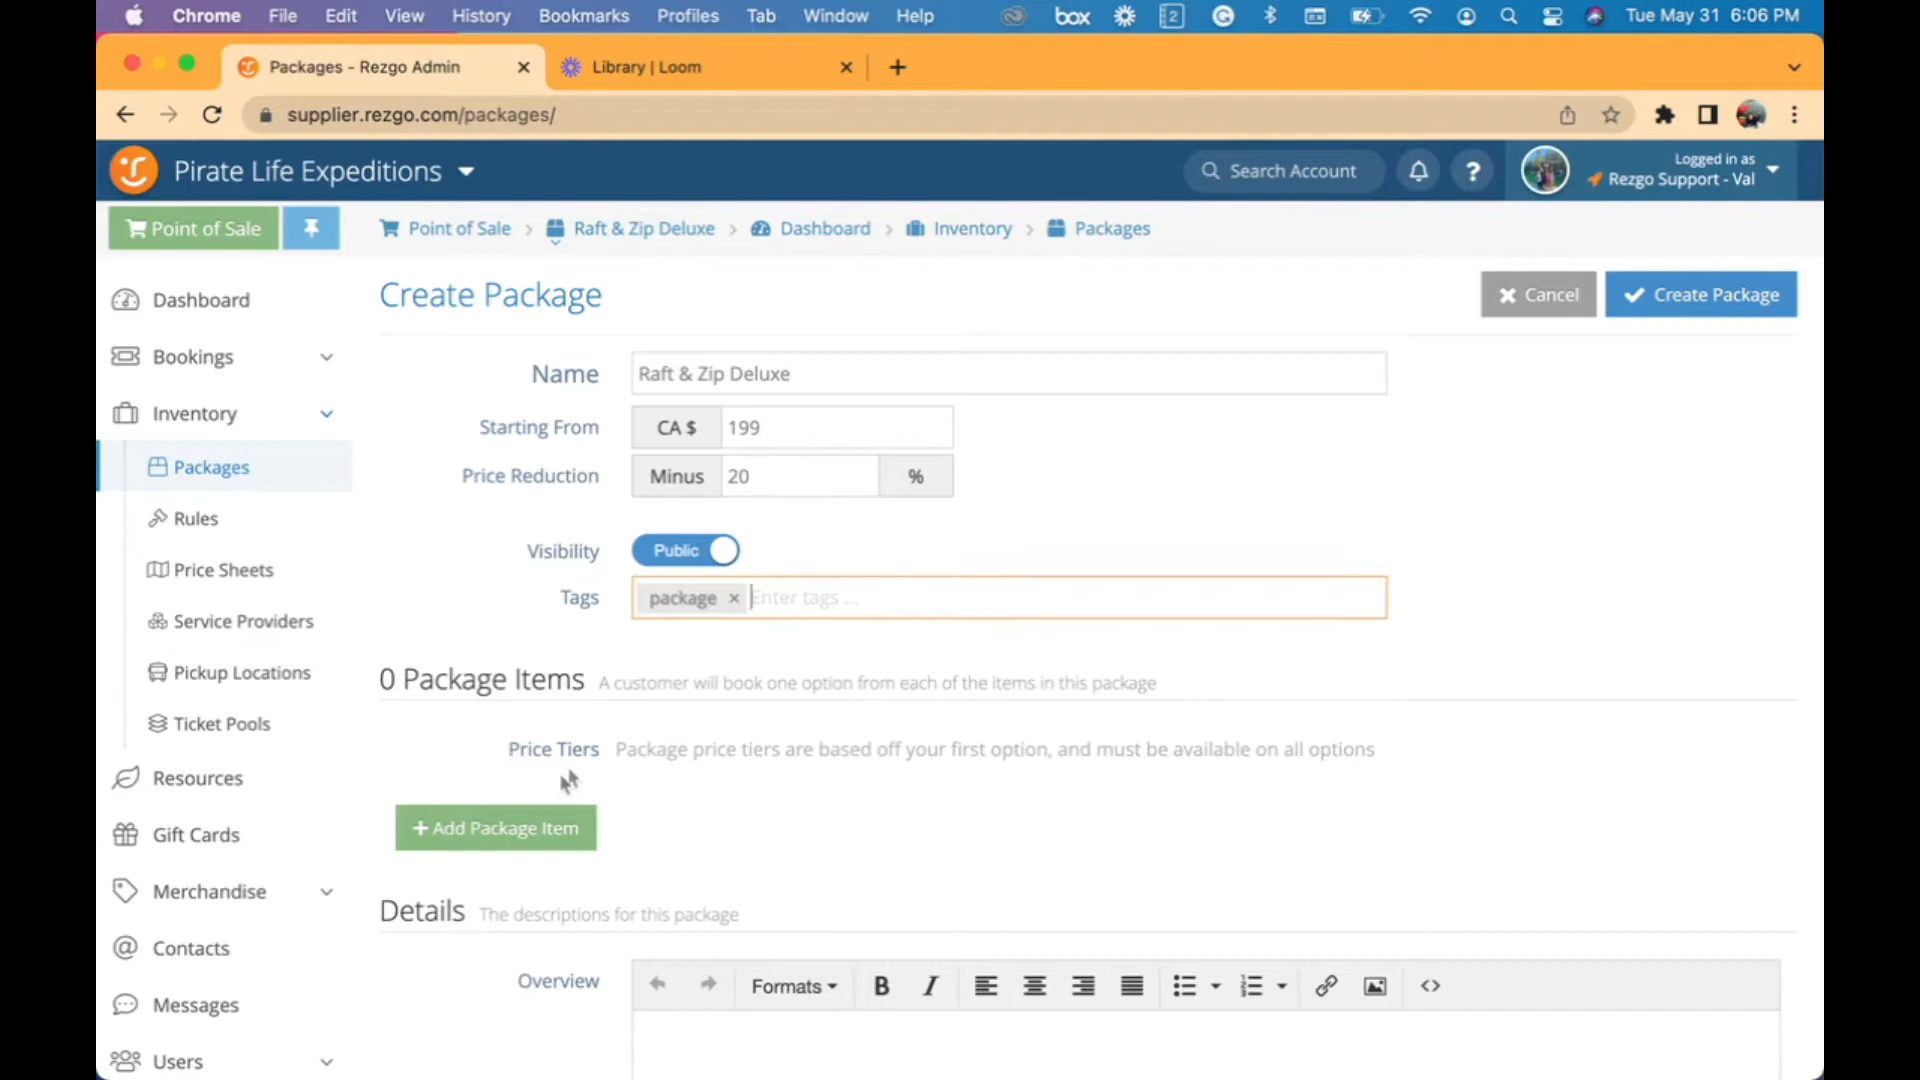 Chrome File Edit View History Bookmarks Profiles Tab Window Help box 2 Tue May 31 6:06 PM
Packages - Rezgo Admin Library | Loom
supplier.rezgo.com/packages/
Pirate Life Expeditions Search Account ? Logged in as
Rezgo Support - Val
Point of Sale Point of Sale > Raft & Zip Deluxe > Dashboard > Inventory > Packages
Dashboard
Create Package Cancel Create Package
Bookings
Name Raft & Zip Deluxe
Inventory
Starting From CA $ 199
Packages
Price Reduction Minus 20 %
Rules
Visibility Public
Price Sheets
Tags package × Enter tags ...
Service Providers
Pickup Locations
0 Package Items A customer will book one option from each of the items in this package
Ticket Pools
Price Tiers Package price tiers are based off your first option, and must be available on all options
Resources
+ Add Package Item
Gift Cards
Merchandise
Details The descriptions for this package
Contacts
Overview Formats B I <>
Messages
Users